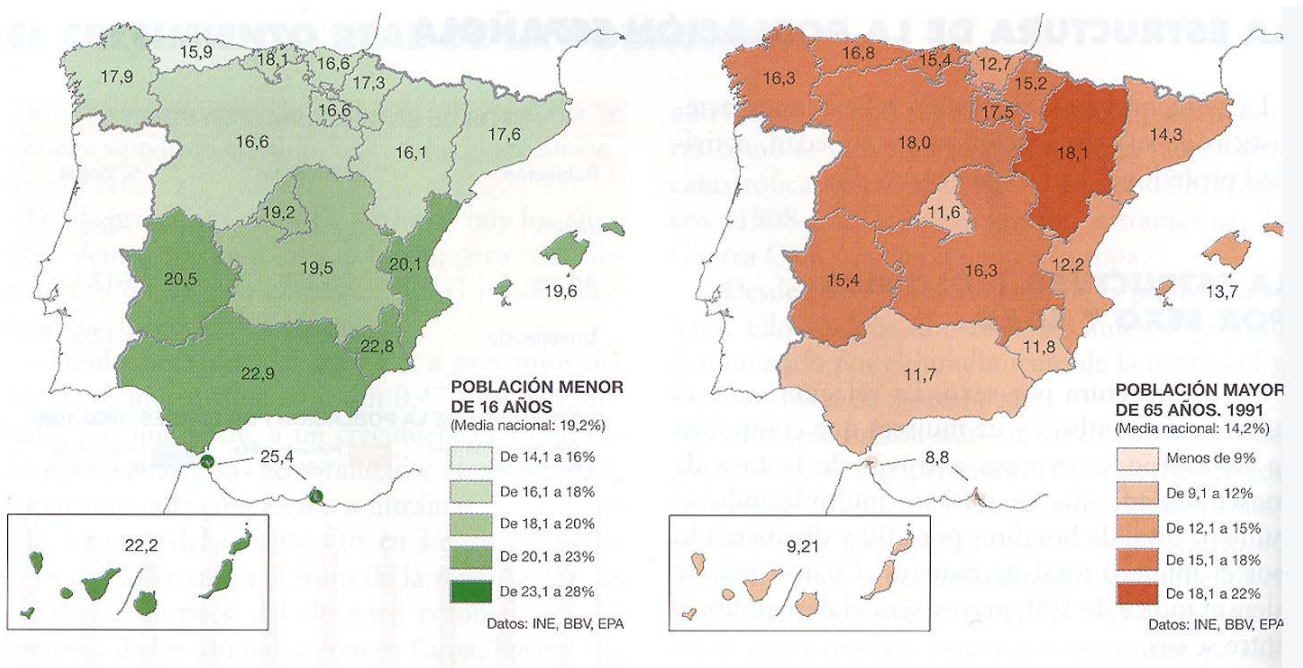 15,9
18,1
16,6
17,9
17,3
16,6
16,6
17,6
16,1
19,2
20,5
19,5
20,1
19,6
22,8
22,9
25,4
22,2
POBLACIÓN MENOR
DE 16 AÑOS
(Media nacional: 19,2%)
De 14,1 a 16%
De 16,1 a 18%
De 18,1 a 20%
De 20,1 a 23%
De 23,1 a 28%
Datos: INE, BBV, EPA
16,8
15,4
12,7
16,3
15,2
17,5
18,0
14,3
18,1
11,6
15,4
16,3
12,2
13,7
11,8
11,7
8,8
9,21
POBLACIÓN MAYOR
DE 65 AÑOS. 1991
(Media nacional: 14,2%)
Menos de 9%
De 9,1 a 12%
De 12,1 a 15%
De 15,1 a 18%
De 18,1 a 22%
Datos: INE, BBV, EPA